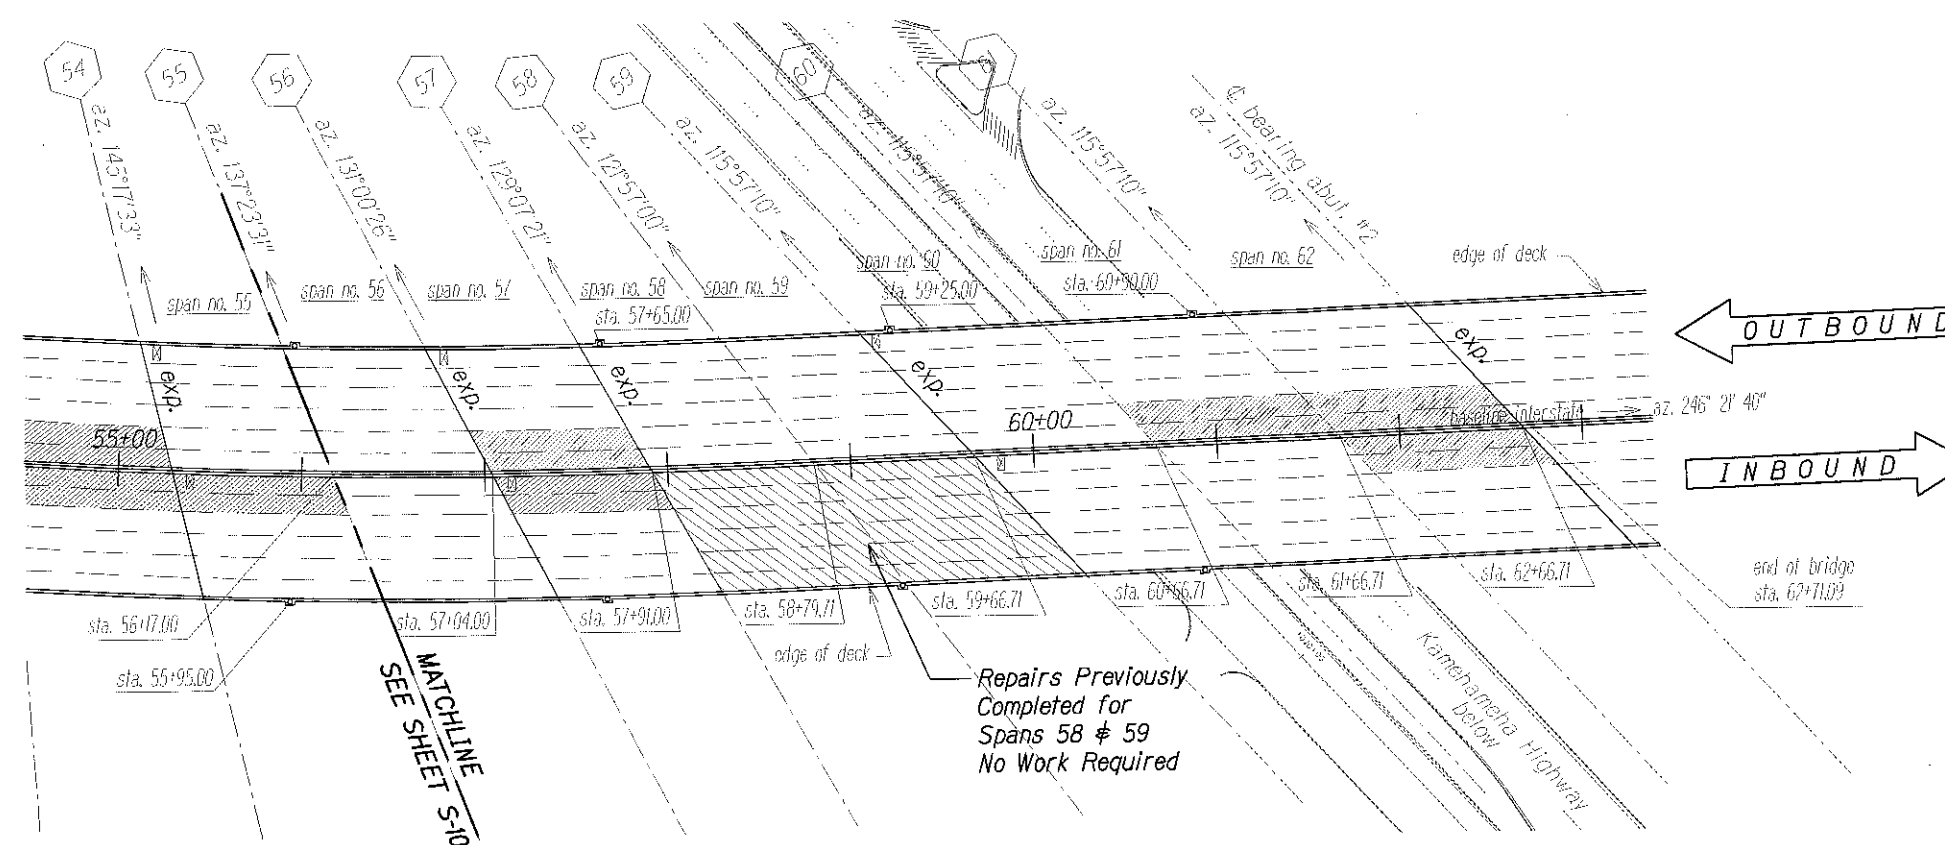 54
55
56
57
58
59
60
az. 145°17'33"
az. 137°23'31"
az. 131°00'26"
az. 129°07'21"
az. 121°57'00"
az. 115°57'10"
az. 115°57'10"
az. 115°57'10"
℄ bearing abut. #2
az. 115°57'10"
span no. 55
span no. 56
span no. 57
span no. 58
sta. 57+65.00
span no. 59
span no. 60
sta. 59+25.00
span no. 61
sta. 60+90.00
span no. 62
edge of deck
exp.
exp.
exp.
exp.
exp.
OUTBOUND
55+00
60+00
baseline interstate
az. 246° 21' 40"
INBOUND
sta. 56+17.00
sta. 55+95.00
sta. 57+04.00
sta. 57+91.00
sta. 58+79.71
sta. 59+66.71
sta. 60+66.71
sta. 61+66.71
sta. 62+66.71
end of bridge
sta. 62+71.09
edge of deck
MATCHLINE
SEE SHEET S-10
Repairs Previously
Completed for
Spans 58 & 59
No Work Required
Kamehameha Highway
below